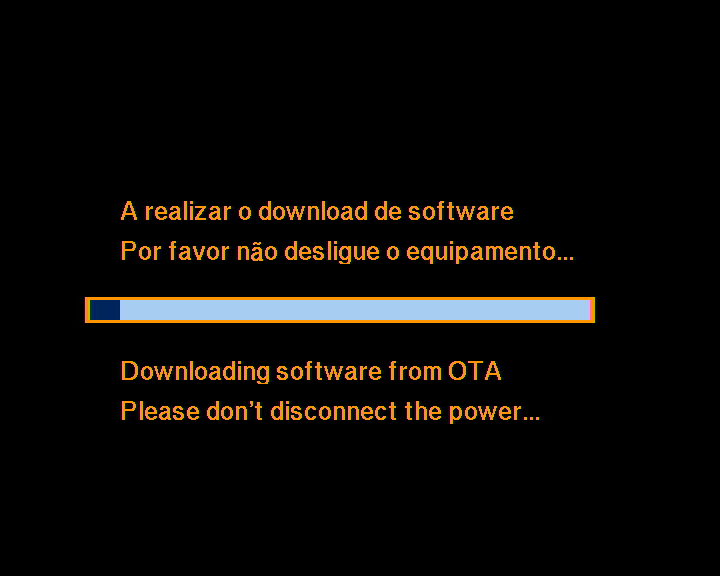 A realizar o download de software
Por favor não desligue o equipamento...
Downloading software from OTA
Please don't disconnect the power...